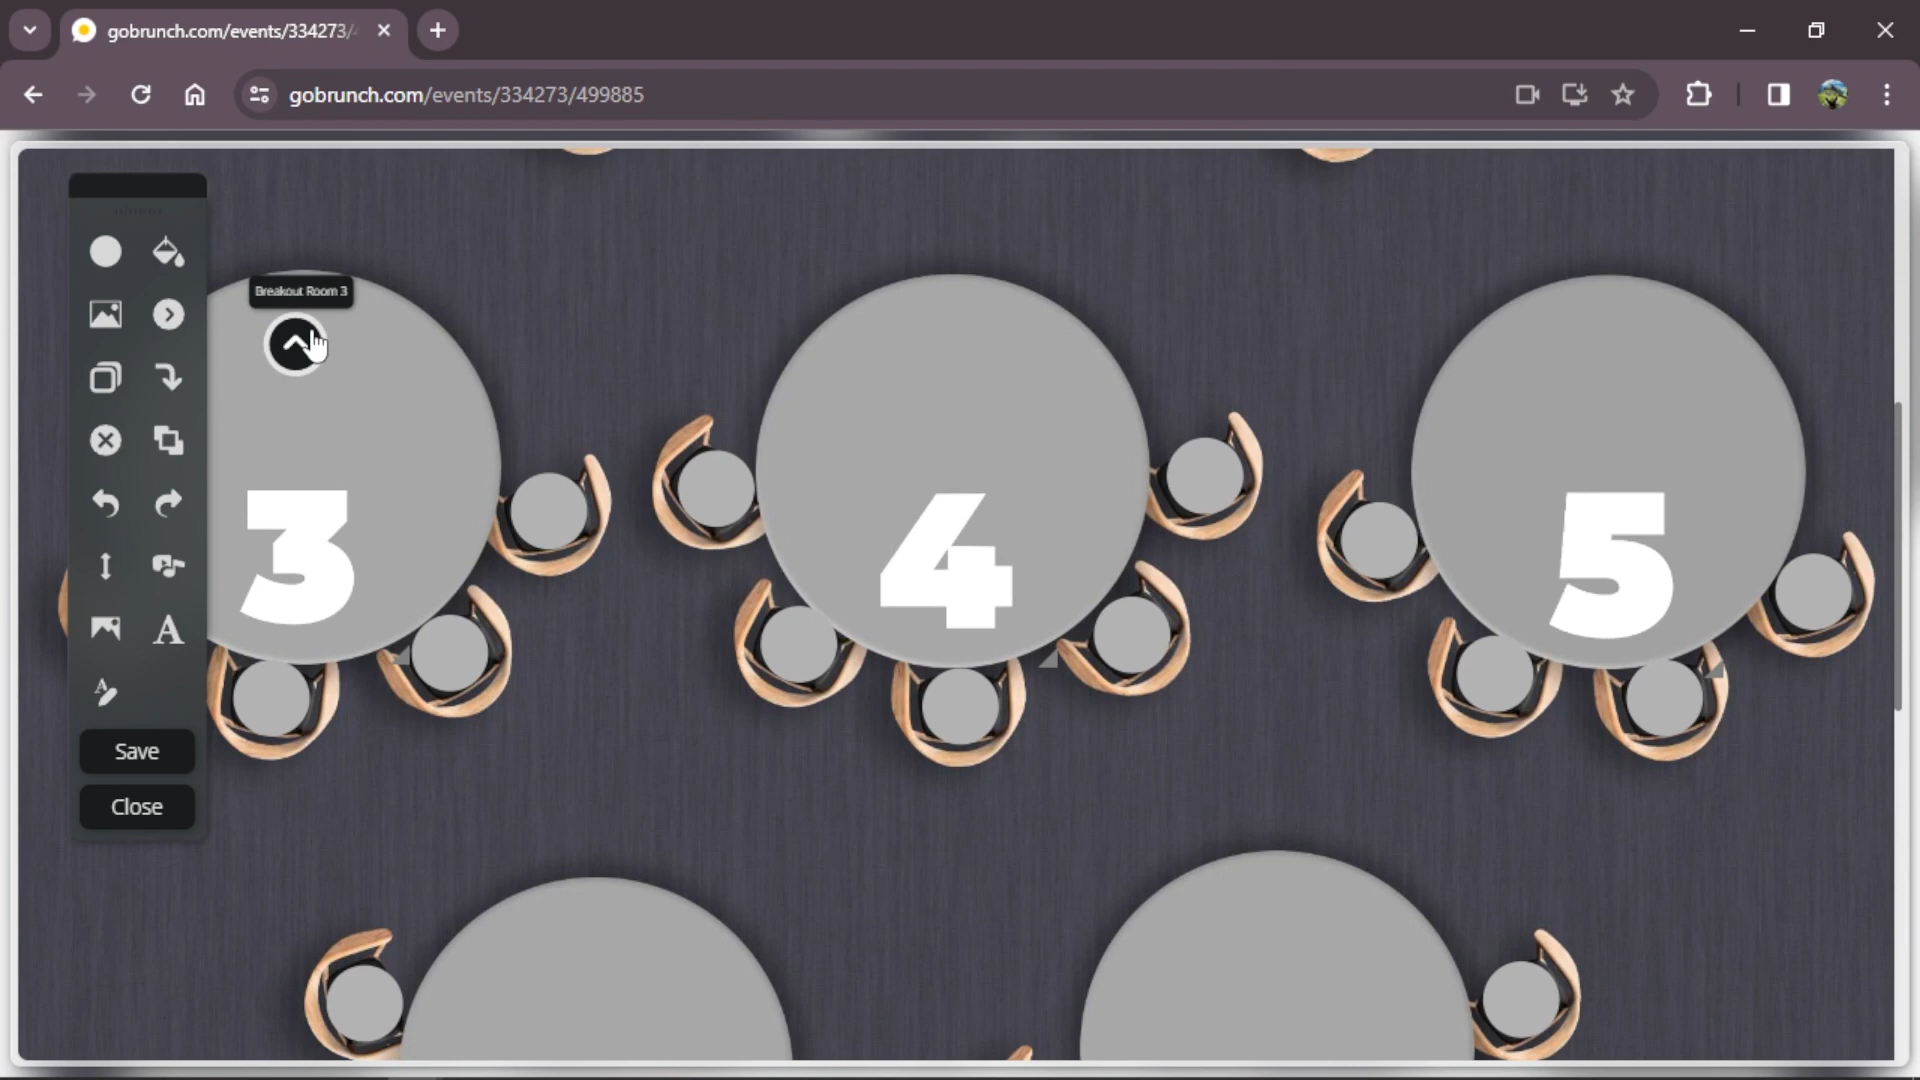 gobrunch.com/events/334273/
gobrunch.com/events/334273/499885
Breakout Room 3
3
4
5
A
A
Save
Close